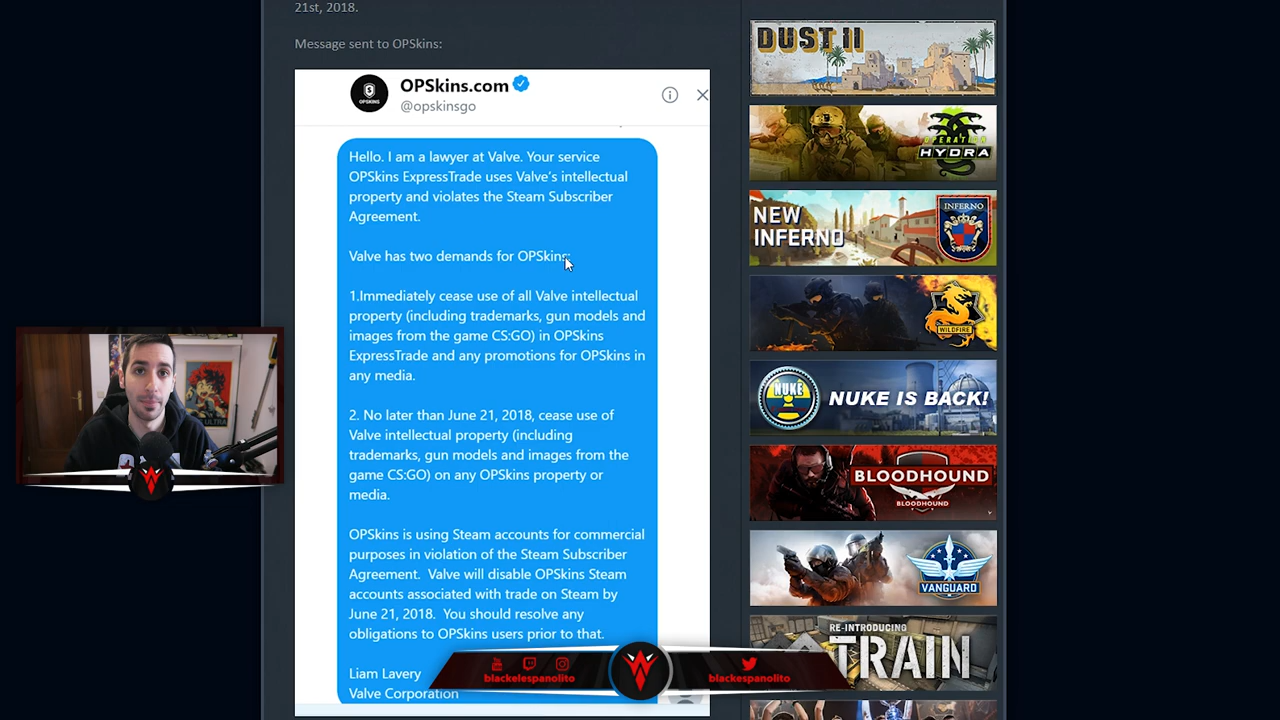 21st, 2018.
Message sent to OPSkins:
OPSkins.com
@opskinsgo
OPSKINS
Hello. I am a lawyer at Valve. Your service
OPSkins ExpressTrade uses Valve's intellectual
property and violates the Steam Subscriber
Agreement.
Valve has two demands for OPSkins:
1.Immediately cease use of all Valve intellectual
property (including trademarks, gun models and
images from the game CS:GO) in OPSkins
ExpressTrade and any promotions for OPSkins in
any media.
2. No later than June 21, 2018, cease use of
Valve intellectual property (including
trademarks, gun models and images from the
game CS:GO) on any OPSkins property or
media.
OPSkins is using Steam accounts for commercial
purposes in violation of the Steam Subscriber
Agreement.  Valve will disable OPSkins Steam
accounts associated with trade on Steam by
June 21, 2018.  You should resolve any
obligations to OPSkins users prior to that.
Liam Lavery
Valve Corporation
DUST II
OPERATION
HYDRA
NEW
INFERNO
INFERNO
WILDFIRE
NUKE
NUKE IS BACK!
BLOODHOUND
BLOODHOUND
VANGUARD
RE-INTRODUCING
TRAIN
ULTRA
blackelespanolito
blackespanolito